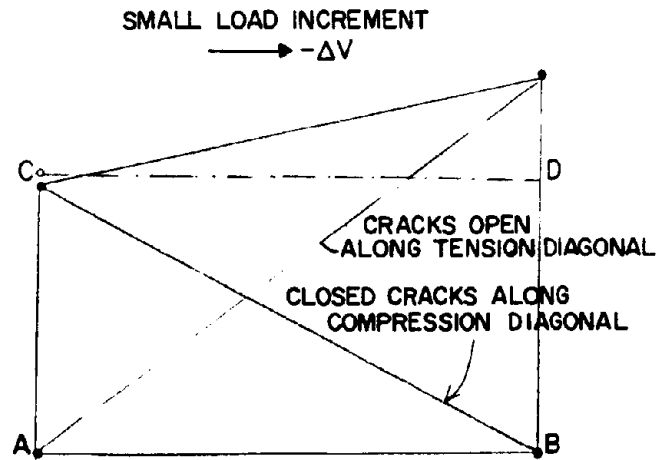 SMALL LOAD INCREMENT
-ΔV
C
D
CRACKS OPEN
ALONG TENSION DIAGONAL
CLOSED CRACKS ALONG
COMPRESSION DIAGONAL
A
B